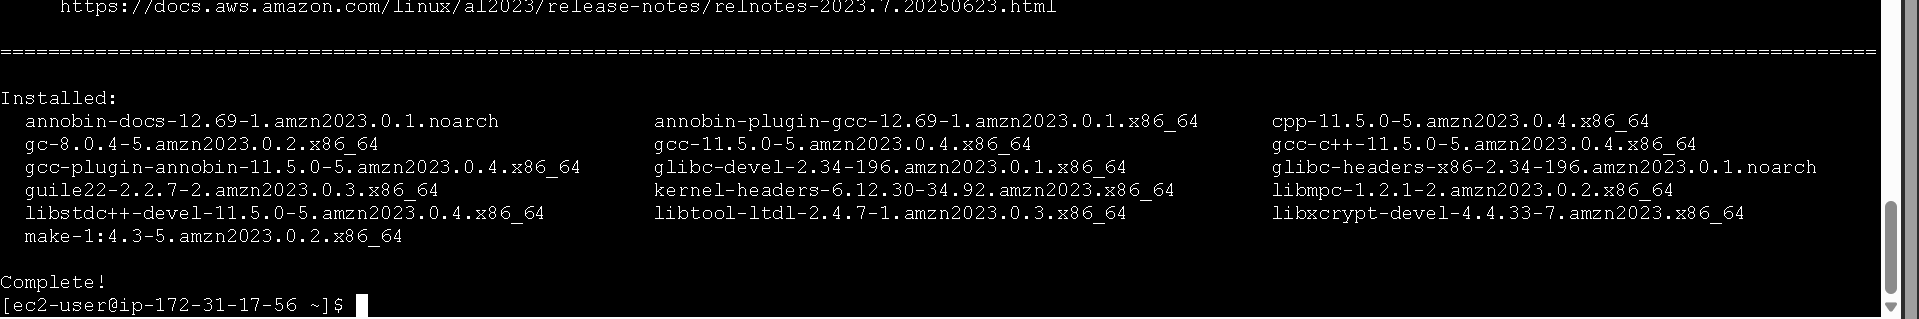 https://docs.aws.amazon.com/linux/al2023/release-notes/relnotes-2023.7.20250623.html
===============================================================================================================================================================
Installed:
annobin-docs-12.69-1.amzn2023.0.1.noarch annobin-plugin-gcc-12.69-1.amzn2023.0.1.x86_64 cpp-11.5.0-5.amzn2023.0.4.x86_64
gc-8.0.4-5.amzn2023.0.2.x86_64 gcc-11.5.0-5.amzn2023.0.4.x86_64 gcc-c++-11.5.0-5.amzn2023.0.4.x86_64
gcc-plugin-annobin-11.5.0-5.amzn2023.0.4.x86_64 glibc-devel-2.34-196.amzn2023.0.1.x86_64 glibc-headers-x86-2.34-196.amzn2023.0.1.noarch
guile22-2.2.7-2.amzn2023.0.3.x86_64 kernel-headers-6.12.30-34.92.amzn2023.x86_64 libmpc-1.2.1-2.amzn2023.0.2.x86_64
libstdc++-devel-11.5.0-5.amzn2023.0.4.x86_64 libtool-ltdl-2.4.7-1.amzn2023.0.3.x86_64 libxcrypt-devel-4.4.33-7.amzn2023.x86_64
make-1:4.3-5.amzn2023.0.2.x86_64
Complete!
[ec2-user@ip-172-31-17-56 ~]$